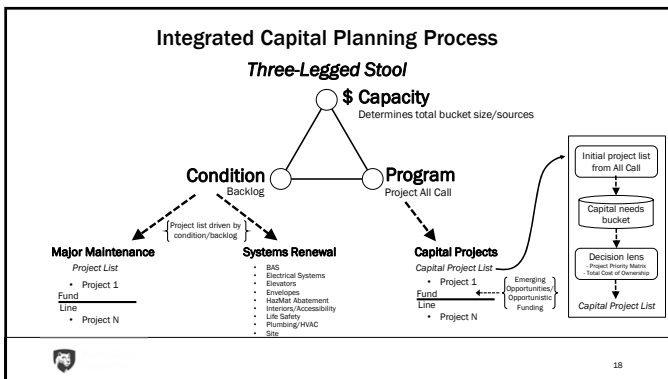 Integrated Capital Planning Process
Three-Legged Stool
$ Capacity
Determines total bucket size/sources
Condition
Backlog
Program
Project All Call
Project list driven by
condition/backlog
Major Maintenance
Project List
• Project 1
Fund
Line
• Project N
Systems Renewal
• BAS
• Electrical Systems
• Elevators
• Envelopes
• HazMat Abatement
• Interiors/Accessibility
• Life Safety
• Plumbing/HVAC
• Site
Capital Projects
Capital Project List
• Project 1
Fund
Line
• Project N
Emerging
Opportunities/
Opportunistic
Funding
Initial project list
from All Call
Capital needs
bucket
Decision lens
- Project Priority Matrix
- Total Cost of Ownership
Capital Project List
18